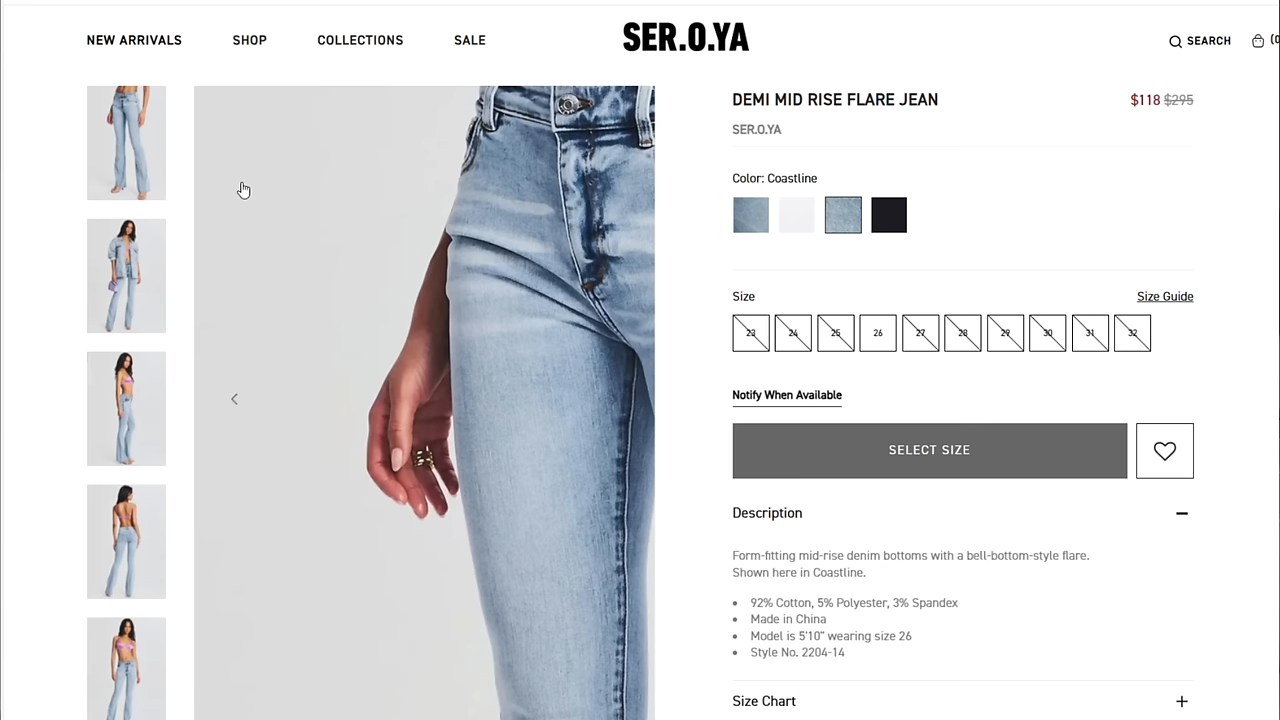 NEW ARRIVALS SHOP COLLECTIONS SALE SER.O.YA SEARCH
DEMI MID RISE FLARE JEAN $118 $295
SER.O.YA
Color: Coastline
Size Size Guide
23 24 25 26 27 28 29 30 31 32
Notify When Available
SELECT SIZE
Description
Form-fitting mid-rise denim bottoms with a bell-bottom-style flare.
Shown here in Coastline.
• 92% Cotton, 5% Polyester, 3% Spandex
• Made in China
• Model is 5'10" wearing size 26
• Style No. 2204-14
Size Chart